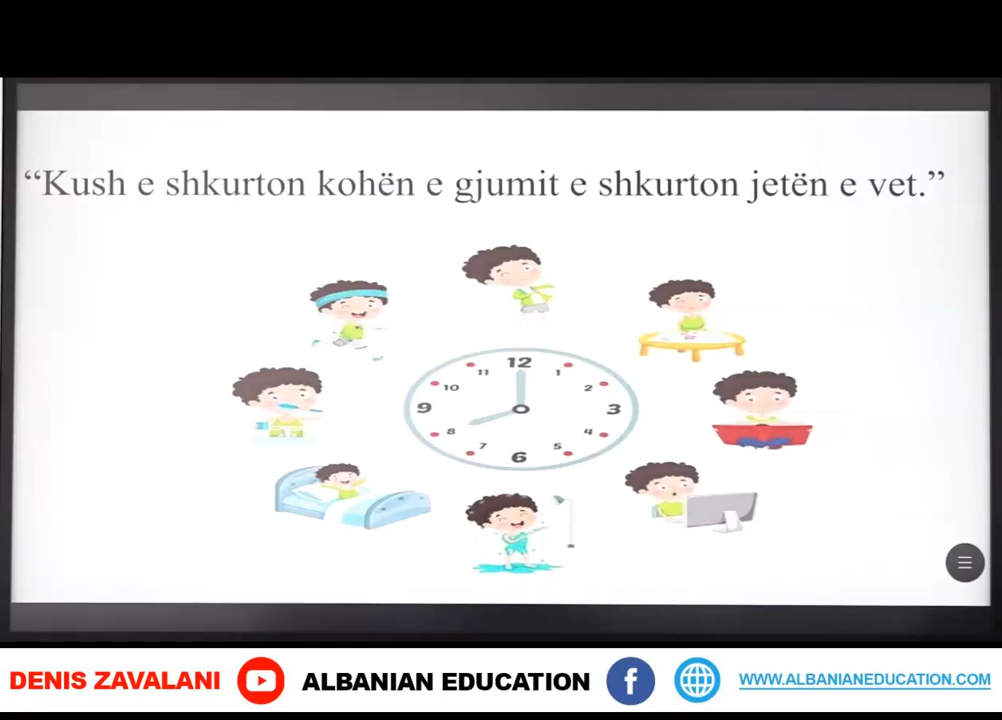 “Kush e shkurton kohën e gjumit e shkurton jetën e vet.”
12
11
1
10
2
9
3
8
4
7
5
6
DENIS ZAVALANI
ALBANIAN EDUCATION
f
WWW.ALBANIANEDUCATION.COM